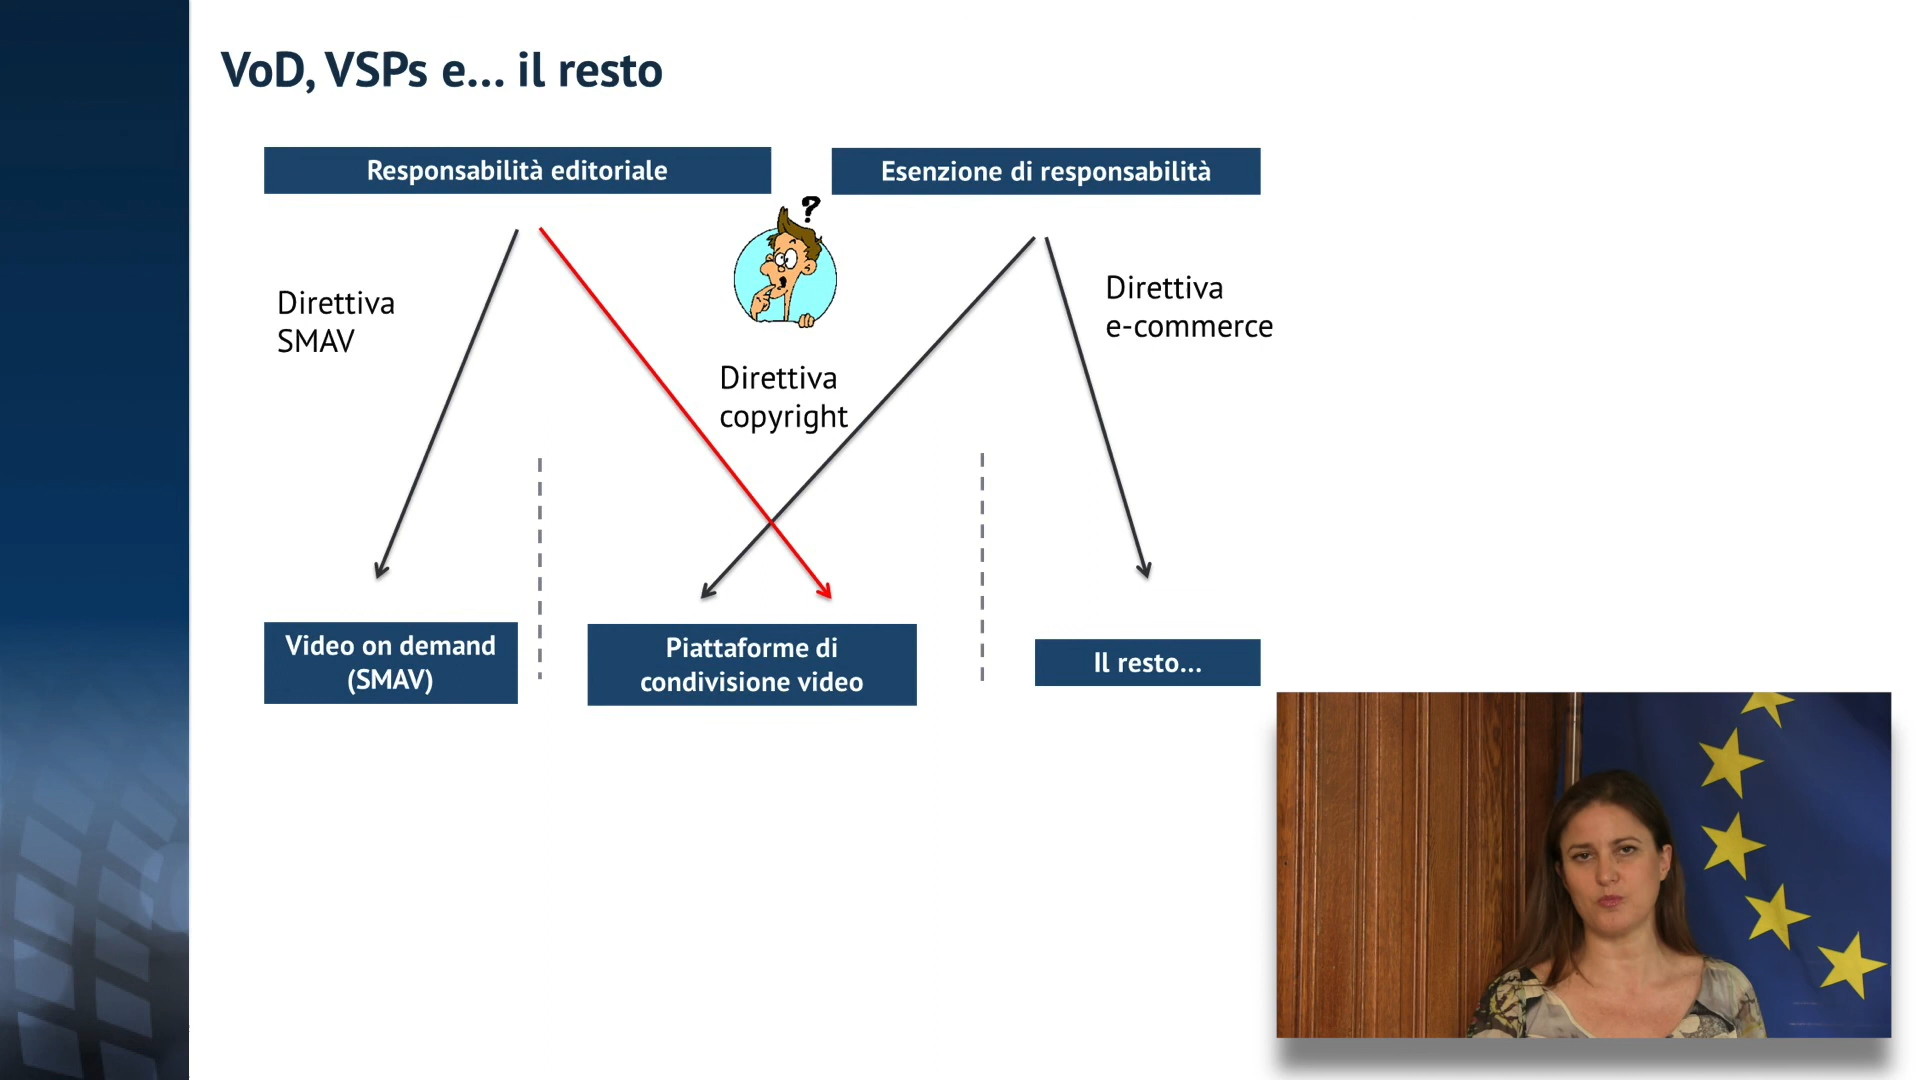 VoD, VSPs e... il resto
Responsabilità editoriale
Esenzione di responsabilità
?
Direttiva
SMAV
Direttiva
e-commerce
Direttiva
copyright
Video on demand
(SMAV)
Piattaforme di
condivisione video
Il resto...